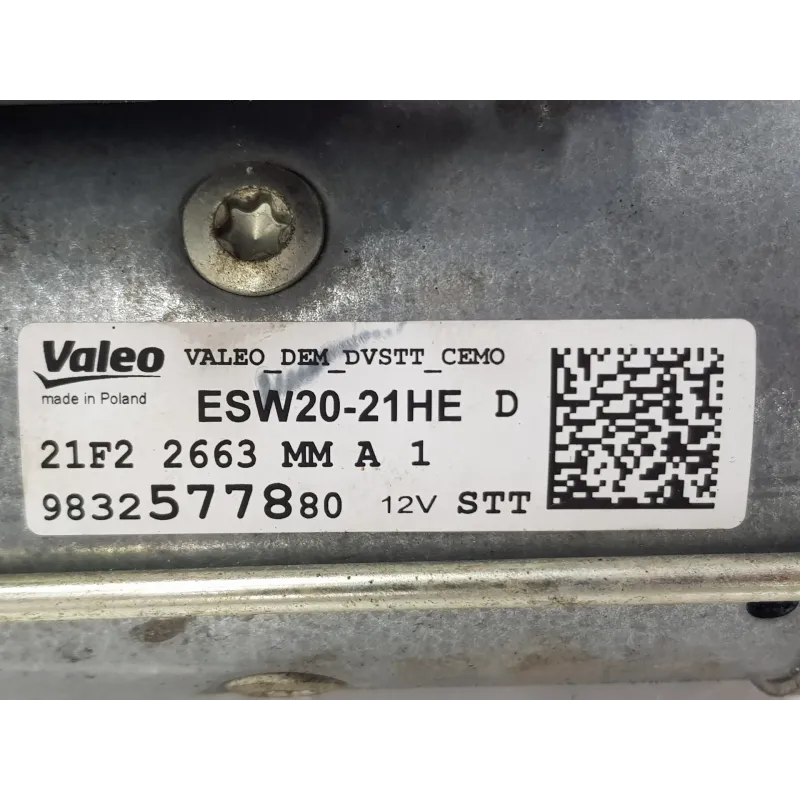 Valeo VALEO_DEM_DVSTT_CEMO
made in Poland ESW20-21HE D
21F2 2663 MM A 1
9832577880 12V STT